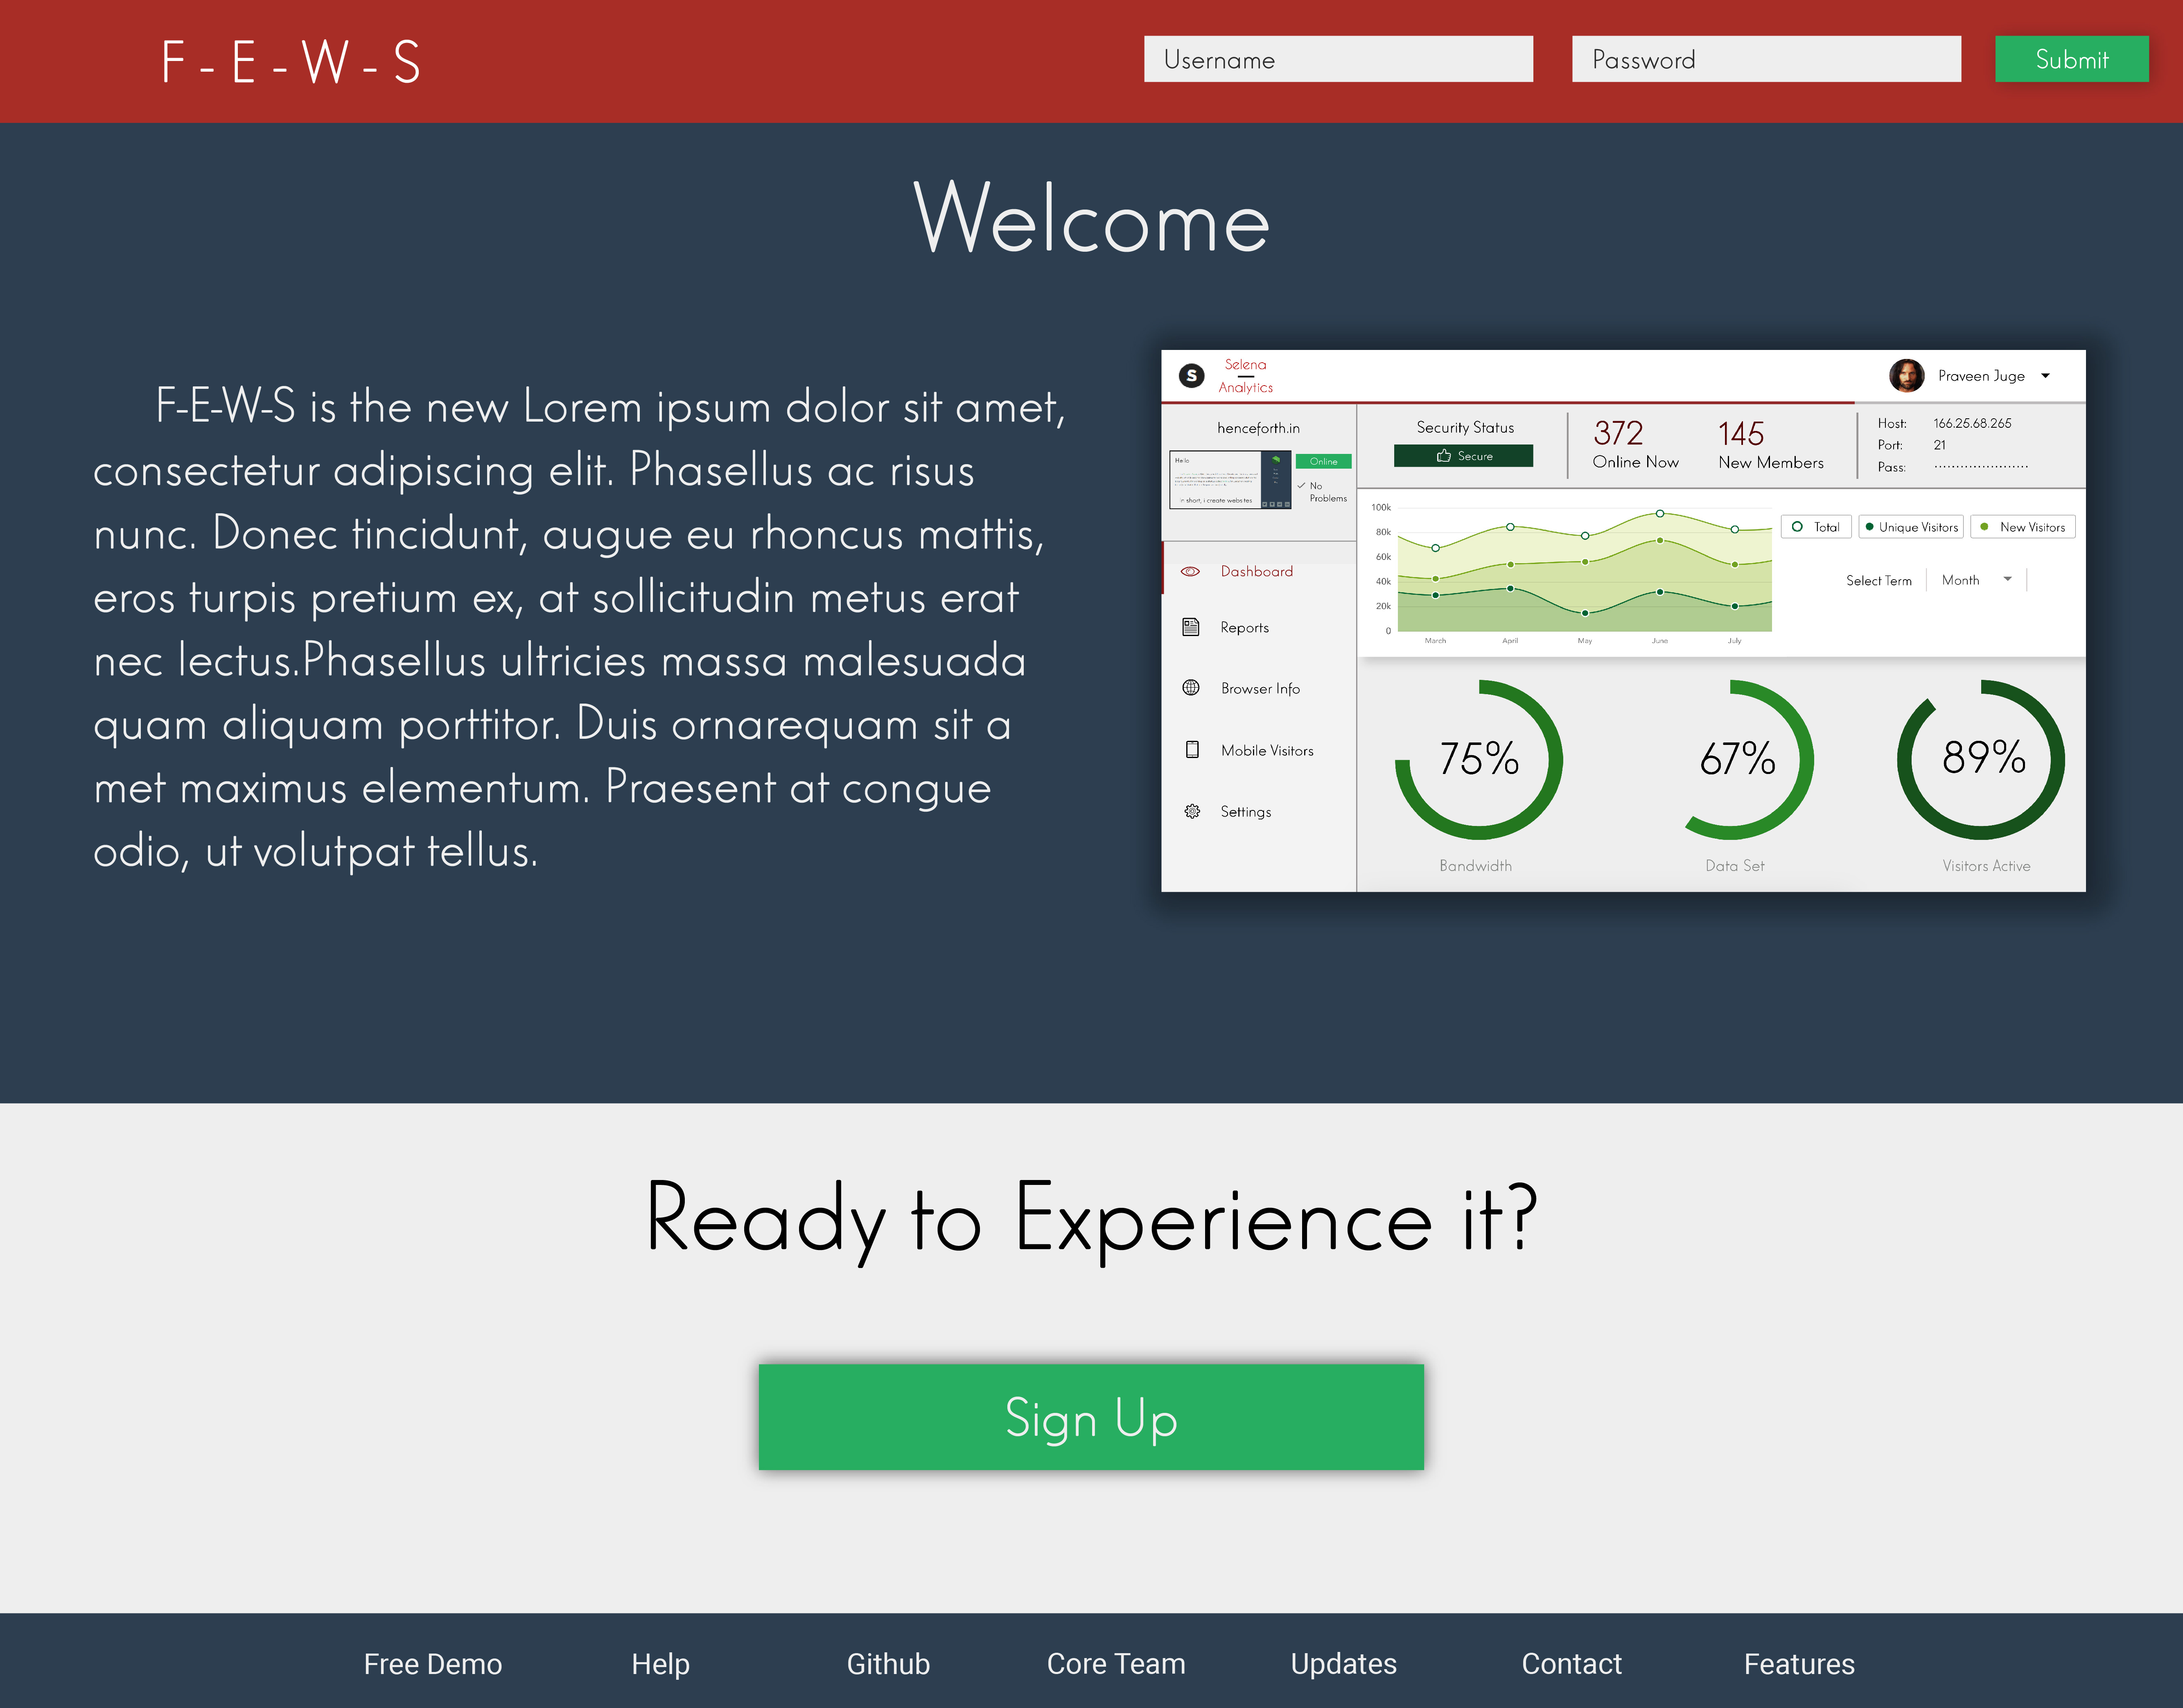 F - E - W - S
Username
Password
Submit
Welcome
F-E-W-S is the new Lorem ipsum dolor sit amet,
consectetur adipiscing elit. Phasellus ac risus
nunc. Donec tincidunt, augue eu rhoncus mattis,
eros turpis pretium ex, at sollicitudin metus erat
nec lectus.Phasellus ultricies massa malesuada
quam aliquam porttitor. Duis ornarequam sit a
met maximus elementum. Praesent at congue
odio, ut volutpat tellus.
S
Selena
Analytics
Praveen Juge
henceforth.in
Hello
In short, i create websites
Online
No
Problems
Security Status
Secure
372
Online Now
145
New Members
Host: 166.25.68.265
Port: 21
Pass: ......................
Dashboard
Reports
Browser Info
Mobile Visitors
Settings
100k
80k
60k
40k
20k
0
March April May June July
Total
Unique Visitors
New Visitors
Select Term
Month
75%
Bandwidth
67%
Data Set
89%
Visitors Active
Ready to Experience it?
Sign Up
Free Demo
Help
Github
Core Team
Updates
Contact
Features